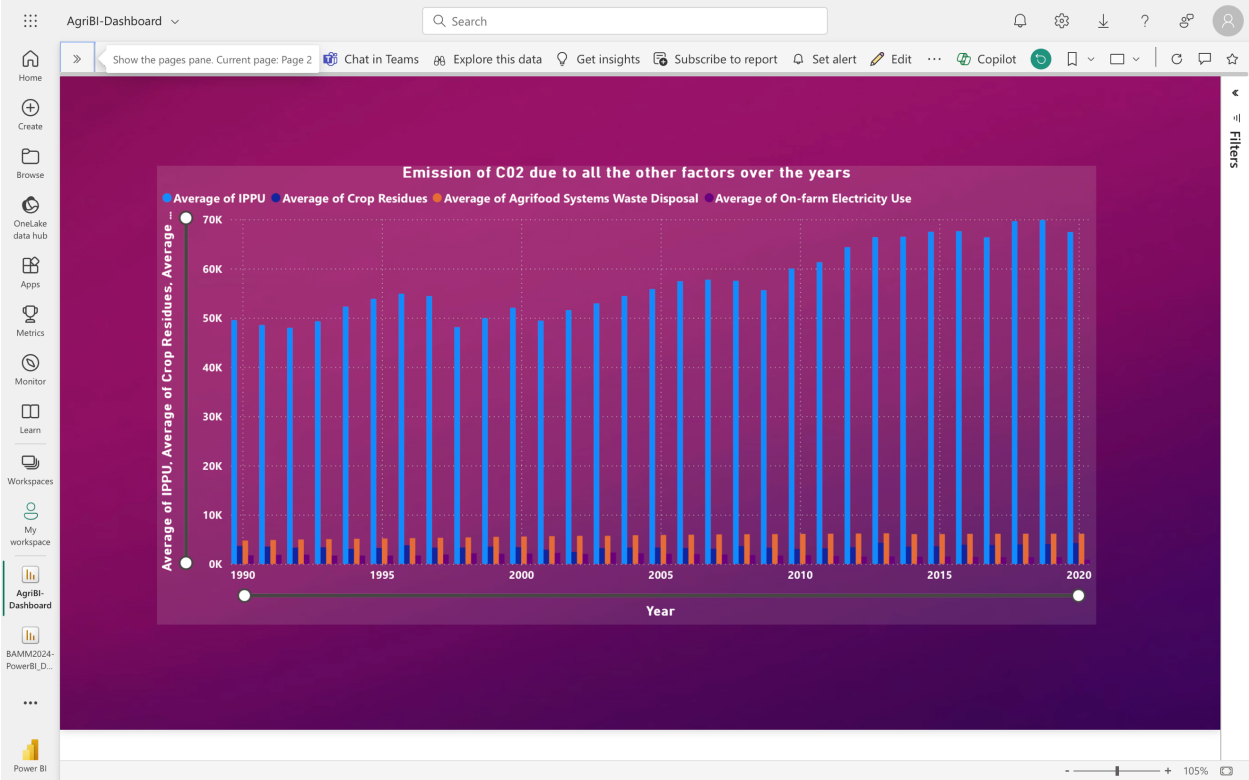 AgriBI-Dashboard
Search
Show the pages pane. Current page: Page 2
Chat in Teams
Explore this data
Get insights
Subscribe to report
Set alert
Edit
Copilot
Home
Create
Browse
OneLake
data hub
Apps
Metrics
Monitor
Learn
Workspaces
My
workspace
AgriBI-
Dashboard
BAMM2024-
PowerBI_D...
Power BI
Filters
Emission of C02 due to all the other factors over the years
Average of IPPU Average of Crop Residues Average of Agrifood Systems Waste Disposal Average of On-farm Electricity Use
Average of IPPU, Average of Crop Residues, Average ...
70K
60K
50K
40K
30K
20K
10K
0K
1990 1995 2000 2005 2010 2015 2020
Year
- + 105%